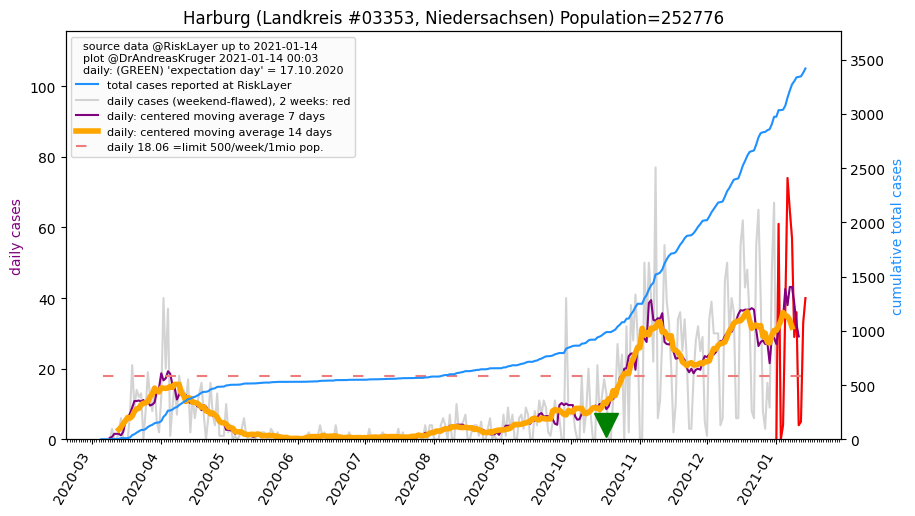 Harburg (Landkreis #03353, Niedersachsen) Population=252776
source data @RiskLayer up to 2021-01-14
plot @DrAndreasKruger 2021-01-14 00:03
daily: (GREEN) 'expectation day' = 17.10.2020
total cases reported at RiskLayer
daily cases (weekend-flawed), 2 weeks: red
daily: centered moving average 7 days
daily: centered moving average 14 days
daily 18.06 =limit 500/week/1mio pop.
daily cases
100
80
60
40
20
0
cumulative total cases
3500
3000
2500
2000
1500
1000
500
0
2020-03
2020-04
2020-05
2020-06
2020-07
2020-08
2020-09
2020-10
2020-11
2020-12
2021-01